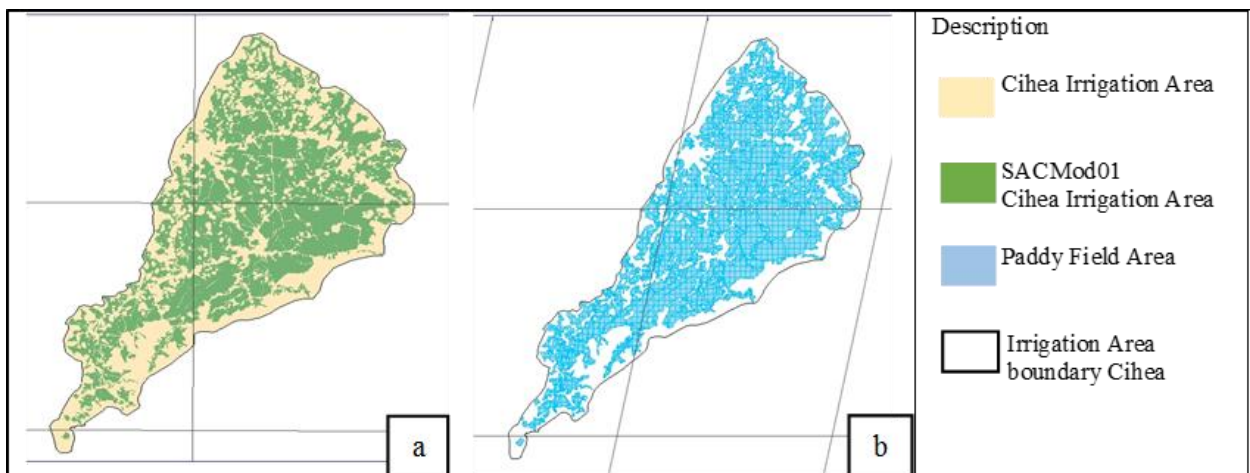 a
b
Description
Cihea Irrigation Area
SACMod01
Cihea Irrigation Area
Paddy Field Area
Irrigation Area
boundary Cihea